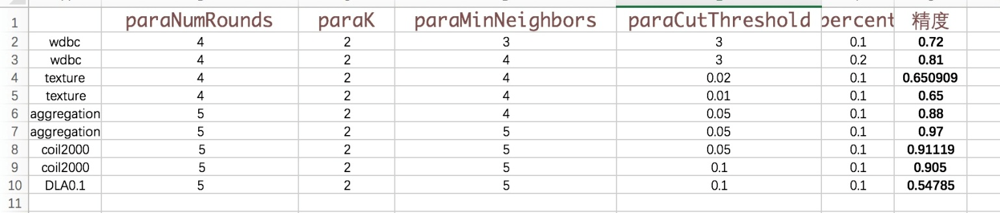 1 paraNumRounds paraK paraMinNeighbors paraCutThreshold percent 精度
2 wdbc 4 2 3 3 0.1 0.72
3 wdbc 4 2 4 3 0.2 0.81
4 texture 4 2 4 0.02 0.1 0.650909
5 texture 4 2 4 0.01 0.1 0.65
6 aggregation 5 2 4 0.05 0.1 0.88
7 aggregation 5 2 5 0.05 0.1 0.97
8 coil2000 5 2 5 0.05 0.1 0.91119
9 coil2000 5 2 5 0.1 0.1 0.905
10 DLA0.1 5 2 5 0.1 0.1 0.54785
11